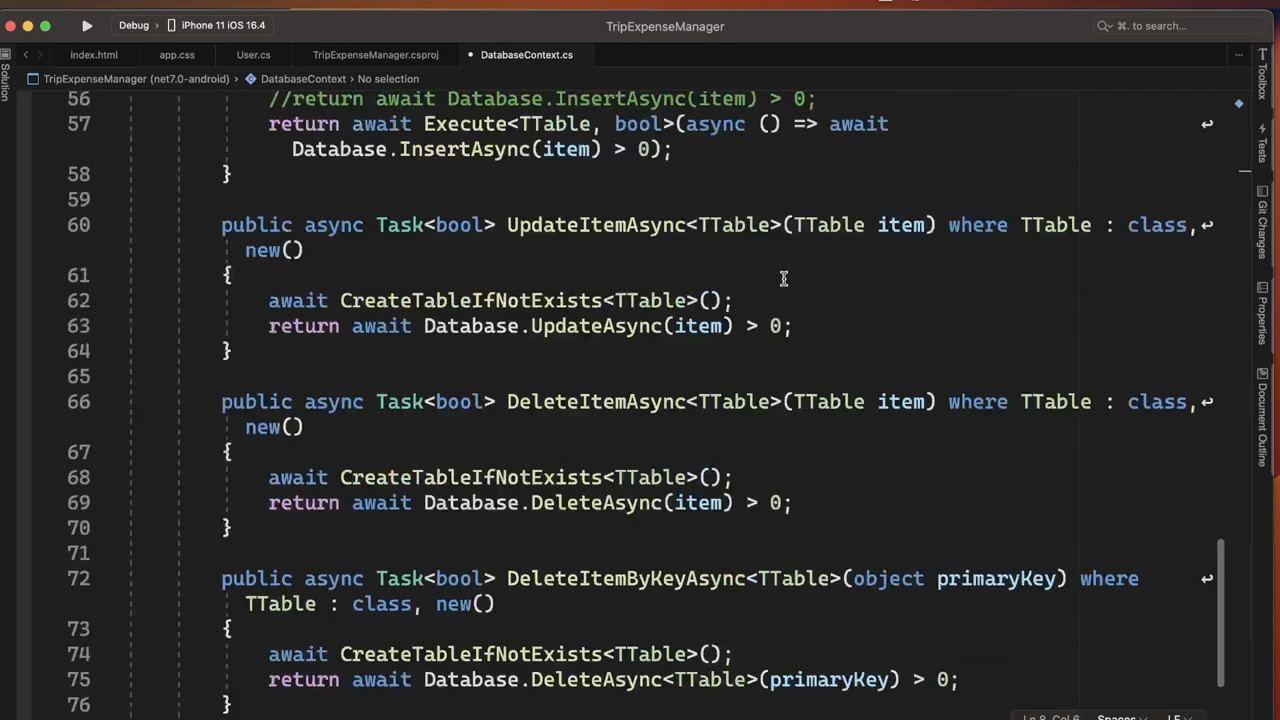 Debug > iPhone 11 iOS 16.4
TripExpenseManager
⌘. to search...
index.html
app.css
User.cs
TripExpenseManager.csproj
DatabaseContext.cs
TripExpenseManager (net7.0-android) > DatabaseContext > No selection
Solution
Toolbox
Tests
Git Changes
Properties
Document Outline
56 //return await Database.InsertAsync(item) > 0;
57 return await Execute<TTable, bool>(async () => await
Database.InsertAsync(item) > 0);
58 }
59
60 public async Task<bool> UpdateItemAsync<TTable>(TTable item) where TTable : class,
new()
61 {
62 await CreateTableIfNotExists<TTable>();
63 return await Database.UpdateAsync(item) > 0;
64 }
65
66 public async Task<bool> DeleteItemAsync<TTable>(TTable item) where TTable : class,
new()
67 {
68 await CreateTableIfNotExists<TTable>();
69 return await Database.DeleteAsync(item) > 0;
70 }
71
72 public async Task<bool> DeleteItemByKeyAsync<TTable>(object primaryKey) where
TTable : class, new()
73 {
74 await CreateTableIfNotExists<TTable>();
75 return await Database.DeleteAsync<TTable>(primaryKey) > 0;
76 }
Ln 8, Col 6 Spaces LF